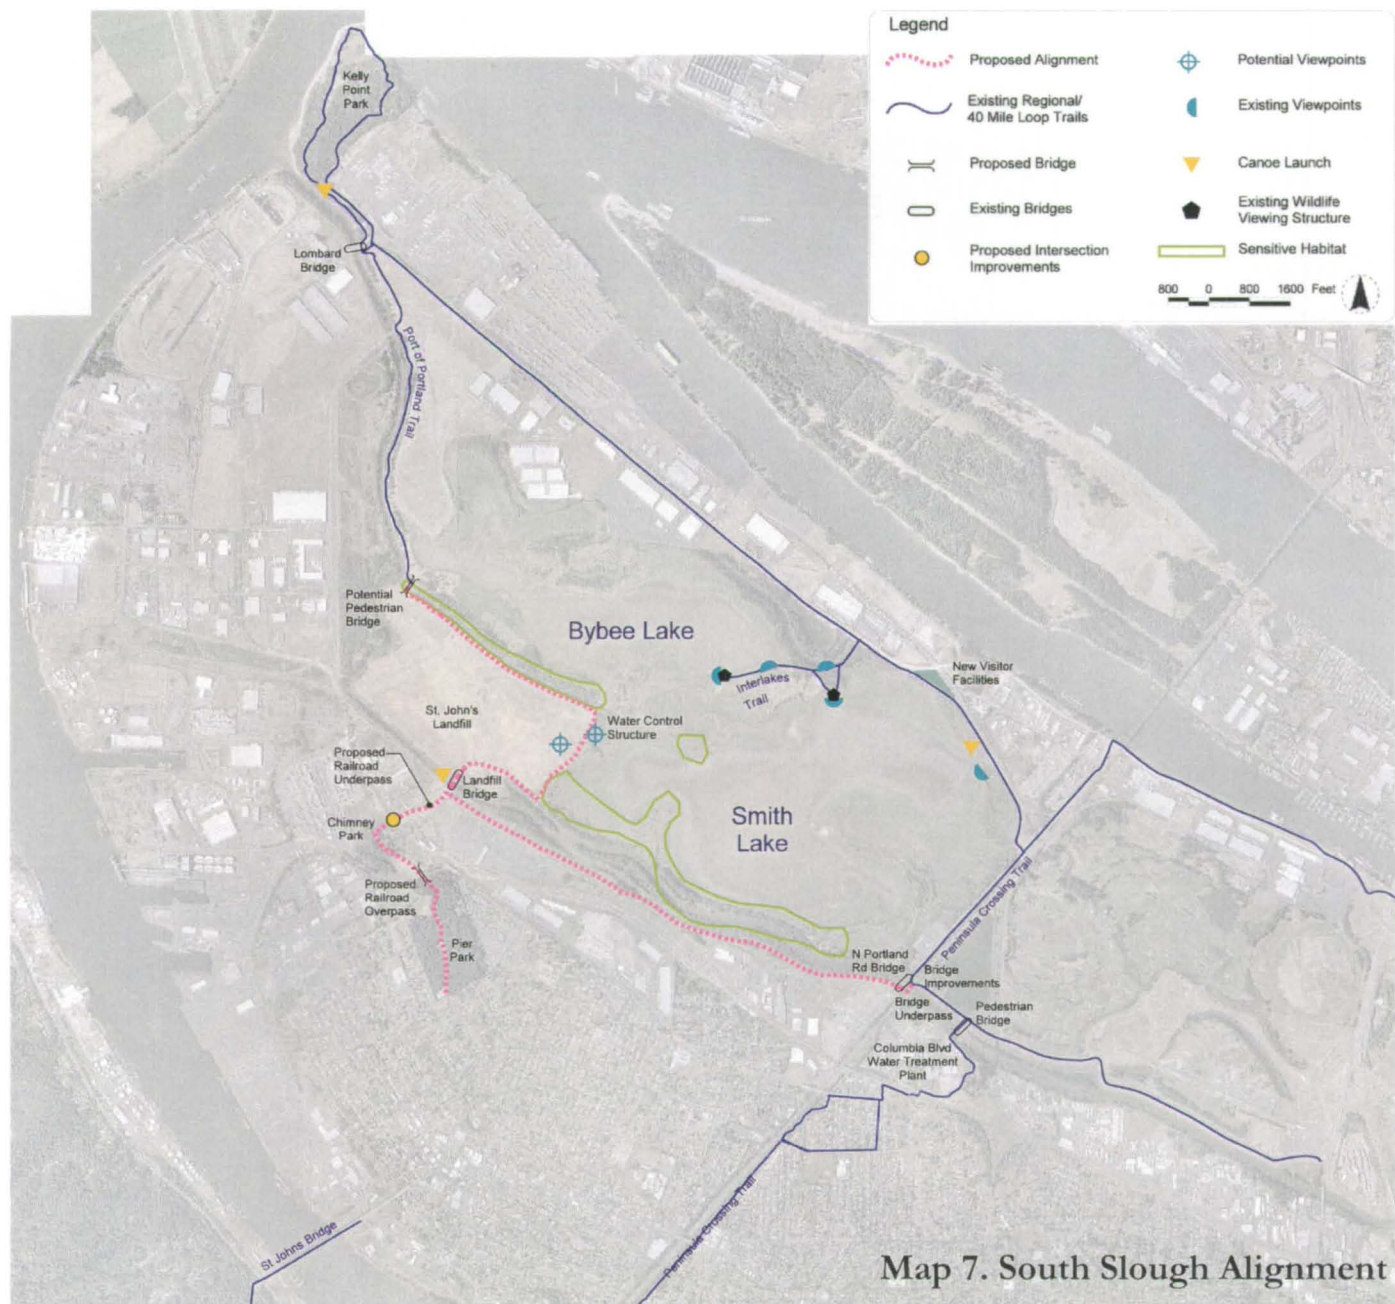 Legend
Proposed Alignment
Existing Regional/
40 Mile Loop Trails
Proposed Bridge
Existing Bridges
Proposed Intersection
Improvements
Potential Viewpoints
Existing Viewpoints
Canoe Launch
Existing Wildlife
Viewing Structure
Sensitive Habitat
800 0 800 1600 Feet
Kelly
Point
Park
Lombard
Bridge
Port of Portland Trail
Potential
Pedestrian
Bridge
Bybee Lake
Interlakes
Trail
New Visitor
Facilities
St. John's
Landfill
Water Control
Structure
Proposed
Railroad
Underpass
Landfill
Bridge
Chimney
Park
Smith
Lake
Proposed
Railroad
Overpass
Pier
Park
Peninsula Crossing Trail
N Portland
Rd Bridge
Bridge
Improvements
Bridge
Underpass
Pedestrian
Bridge
Columbia Blvd
Water Treatment
Plant
St Johns Bridge
Peninsula Crossing Trail
Map 7. South Slough Alignment